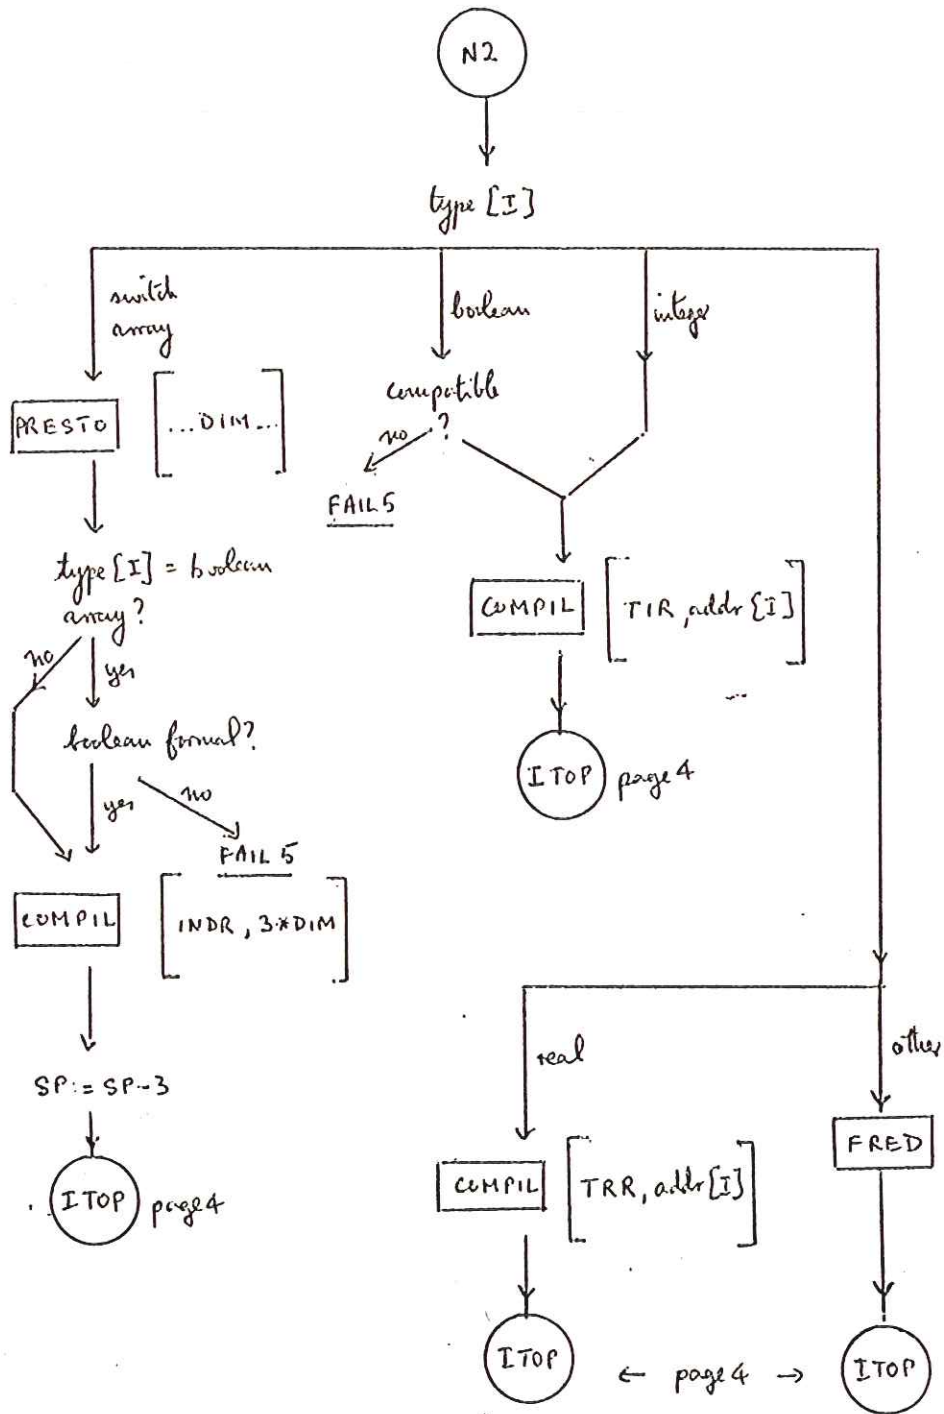 N2
type [I]
switch
array
boolean
integer
PRESTO
[...DIM...]
compatible
?
no
FAIL5
type [I] = boolean
array?
no
yes
COMPIL
[TIR, addr [I]]
boolean formal?
ITOP
page 4
yes
no
FAIL 5
COMPIL
[INDR, 3*DIM]
SP := SP-3
ITOP
page 4
real
other
COMPIL
[TRR, addr [I]]
FRED
ITOP
← page 4 →
ITOP